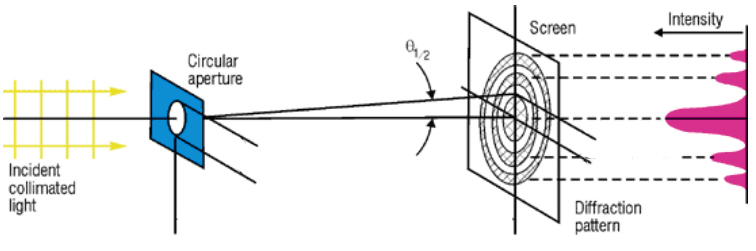 Circular
aperture
θ1/2
Screen
Intensity
Incident
collimated
light
Diffraction
pattern